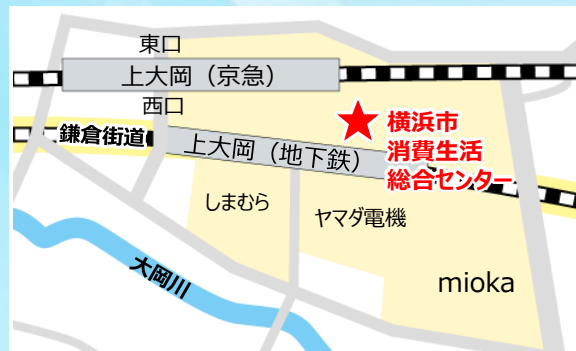 東口
上大岡（京急）
西口
鎌倉街道
上大岡（地下鉄）
横浜市
消費生活
総合センター
しまむら
ヤマダ電機
大岡川
mioka